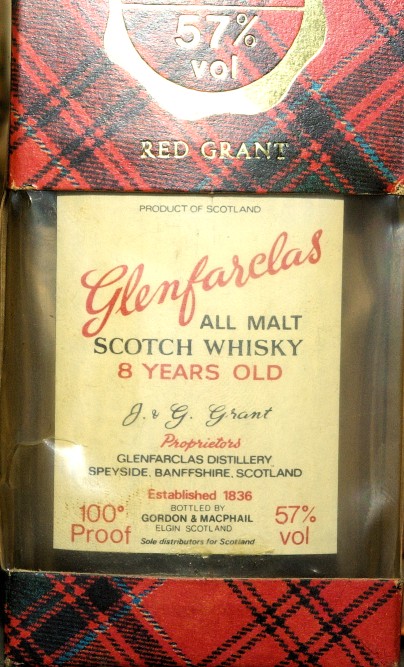 57%
vol
RED GRANT
PRODUCT OF SCOTLAND
Glenfarclas
ALL MALT
SCOTCH WHISKY
8 YEARS OLD
J. & G. Grant
Proprietors
GLENFARCLAS DISTILLERY
SPEYSIDE, BANFFSHIRE, SCOTLAND
Established 1836
BOTTLED BY
GORDON & MACPHAIL
ELGIN SCOTLAND
Sole distributors for Scotland
100° Proof
57% vol